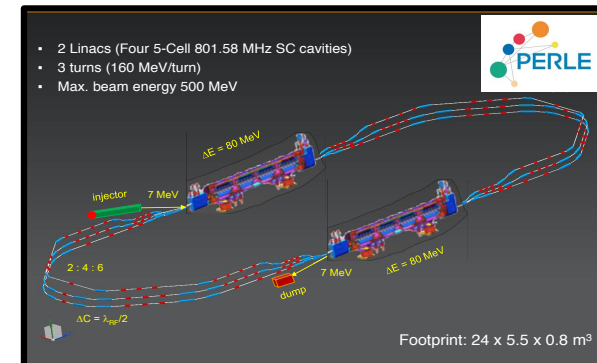 ▪ 2 Linacs (Four 5-Cell 801.58 MHz SC cavities)
▪ 3 turns (160 MeV/turn)
▪ Max. beam energy 500 MeV
PERLE
ΔE = 80 MeV
injector
7 MeV
2 : 4 : 6
ΔC = λRF/2
7 MeV
dump
ΔE = 80 MeV
Footprint: 24 x 5.5 x 0.8 m³